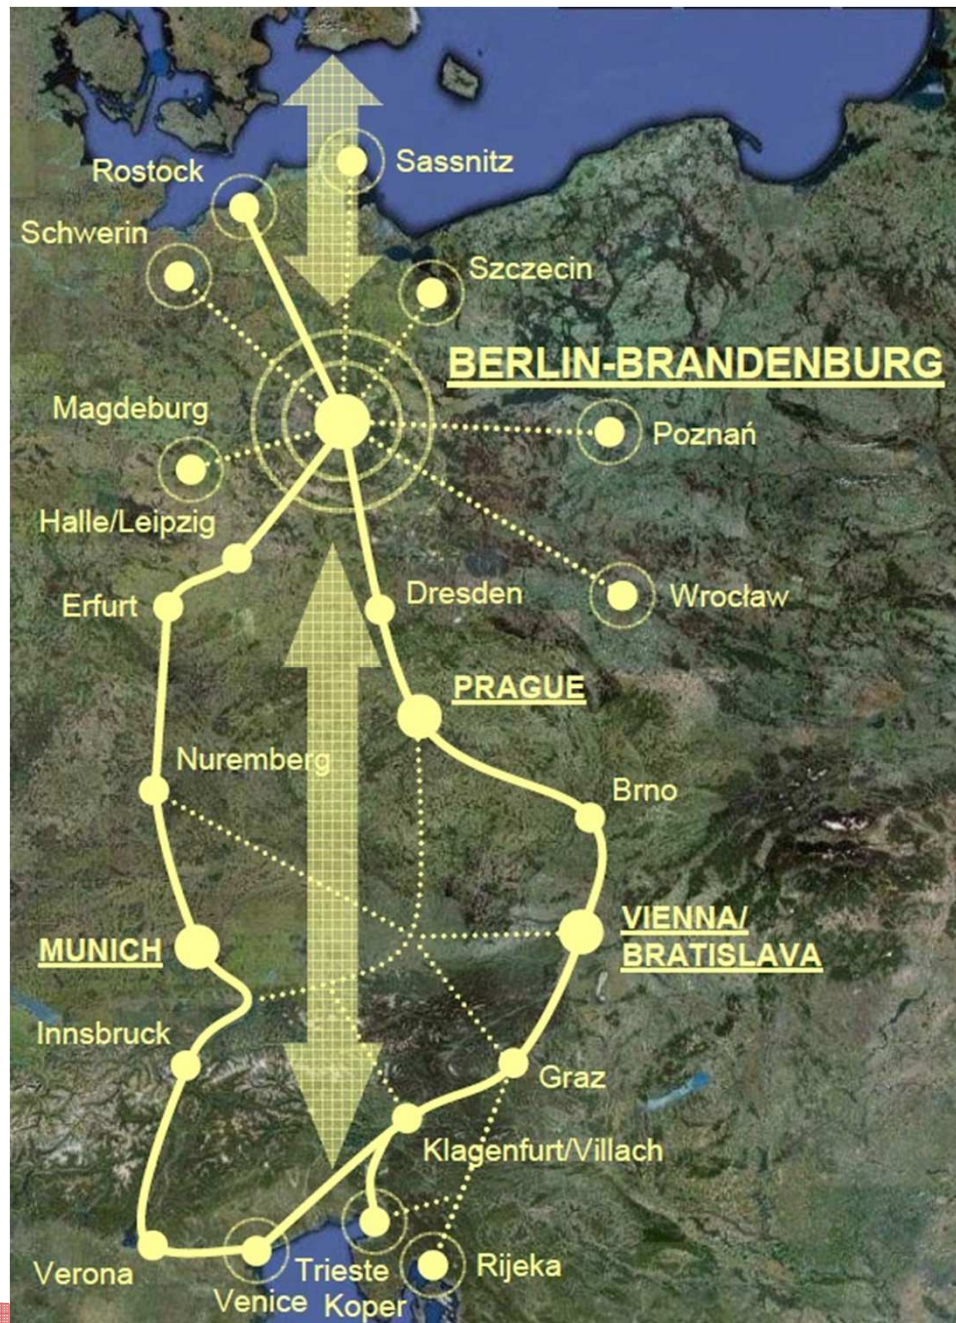 Sassnitz
Rostock
Schwerin
Szczecin
BERLIN-BRANDENBURG
Magdeburg
Poznań
Halle/Leipzig
Erfurt
Dresden
Wrocław
PRAGUE
Nuremberg
Brno
VIENNA/
BRATISLAVA
MUNICH
Innsbruck
Graz
Klagenfurt/Villach
Verona
Trieste
Rijeka
Venice
Koper